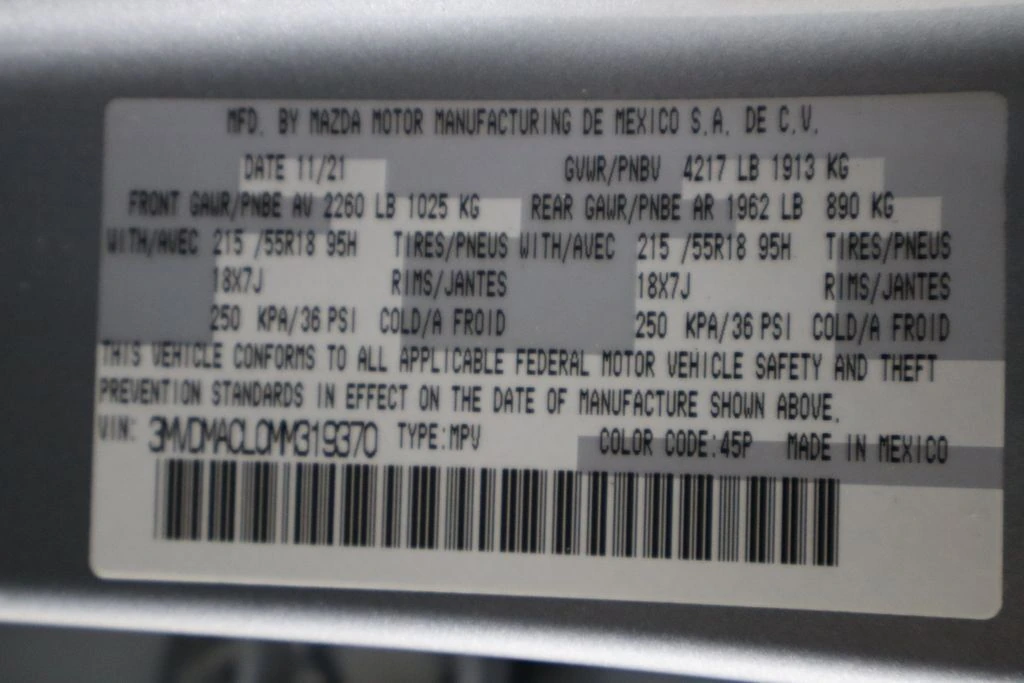 MFD. BY MAZDA MOTOR MANUFACTURING DE MEXICO S.A. DE C.V.
DATE 11/21 GVWR/PNBV 4217 LB 1913 KG
FRONT GAWR/PNBE AV 2260 LB 1025 KG REAR GAWR/PNBE AR 1962 LB 890 KG
WITH/AVEC 215 /55R18 95H TIRES/PNEUS WITH/AVEC 215 /55R18 95H TIRES/PNEUS
18X7J RIMS/JANTES 18X7J RIMS/JANTES
250 KPA/36 PSI COLD/A FROID 250 KPA/36 PSI COLD/A FROID
THIS VEHICLE CONFORMS TO ALL APPLICABLE FEDERAL MOTOR VEHICLE SAFETY AND THEFT
PREVENTION STANDARDS IN EFFECT ON THE DATE OF MANUFACTURE SHOWN ABOVE.
VIN: 3MVDMACL0MM319370 TYPE:MPV COLOR CODE:45P MADE IN MEXICO